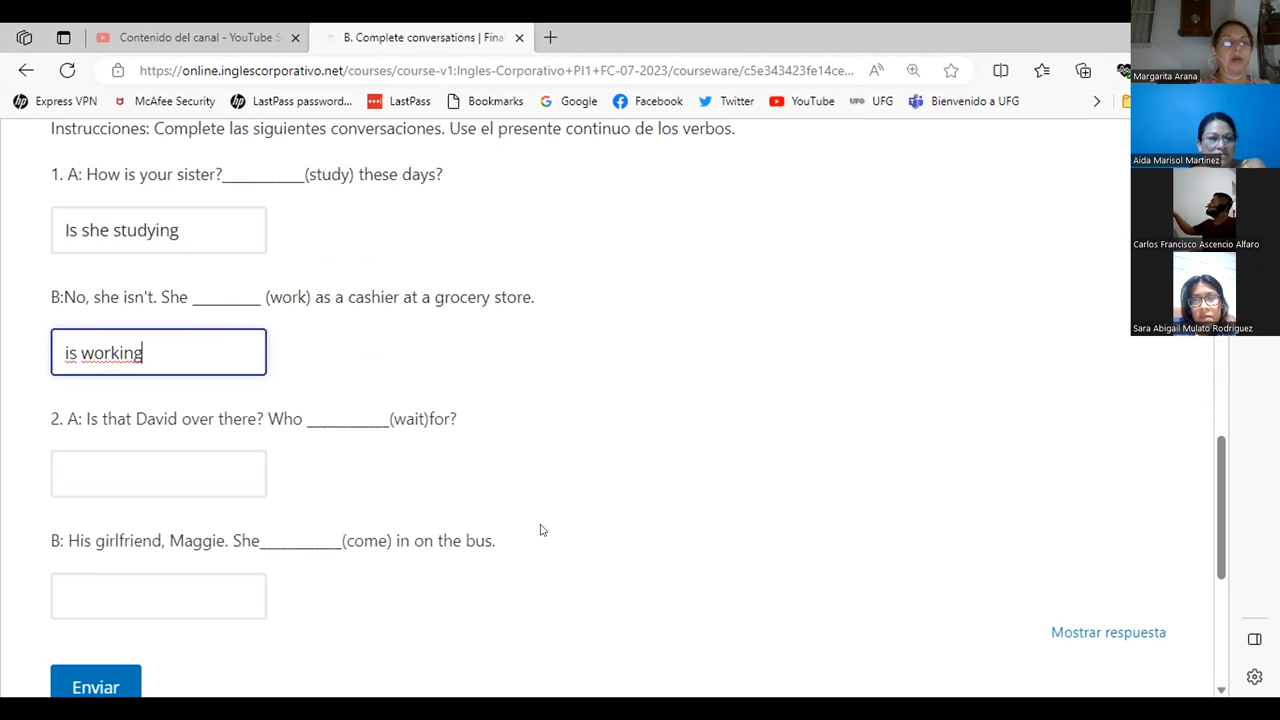 Contenido del canal - YouTube S
B. Complete conversations | Fina
https://online.inglescorporativo.net/courses/course-v1:Ingles-Corporativo+PI1+FC-07-2023/courseware/c5e343423fe14ce...
Express VPN McAfee Security LastPass password... LastPass Bookmarks Google Facebook Twitter YouTube UFG Bienvenido a UFG
Instrucciones: Complete las siguientes conversaciones. Use el presente continuo de los verbos.
1. A: How is your sister?___________(study) these days?
Is she studying
B:No, she isn't. She _________ (work) as a cashier at a grocery store.
is working
2. A: Is that David over there? Who ___________(wait)for?
B: His girlfriend, Maggie. She___________(come) in on the bus.
Mostrar respuesta
Enviar
Margarita Arana
Aida Marisol Martinez
Carlos Francisco Ascencio Alfaro
Sara Abigail Mulato Rodriguez